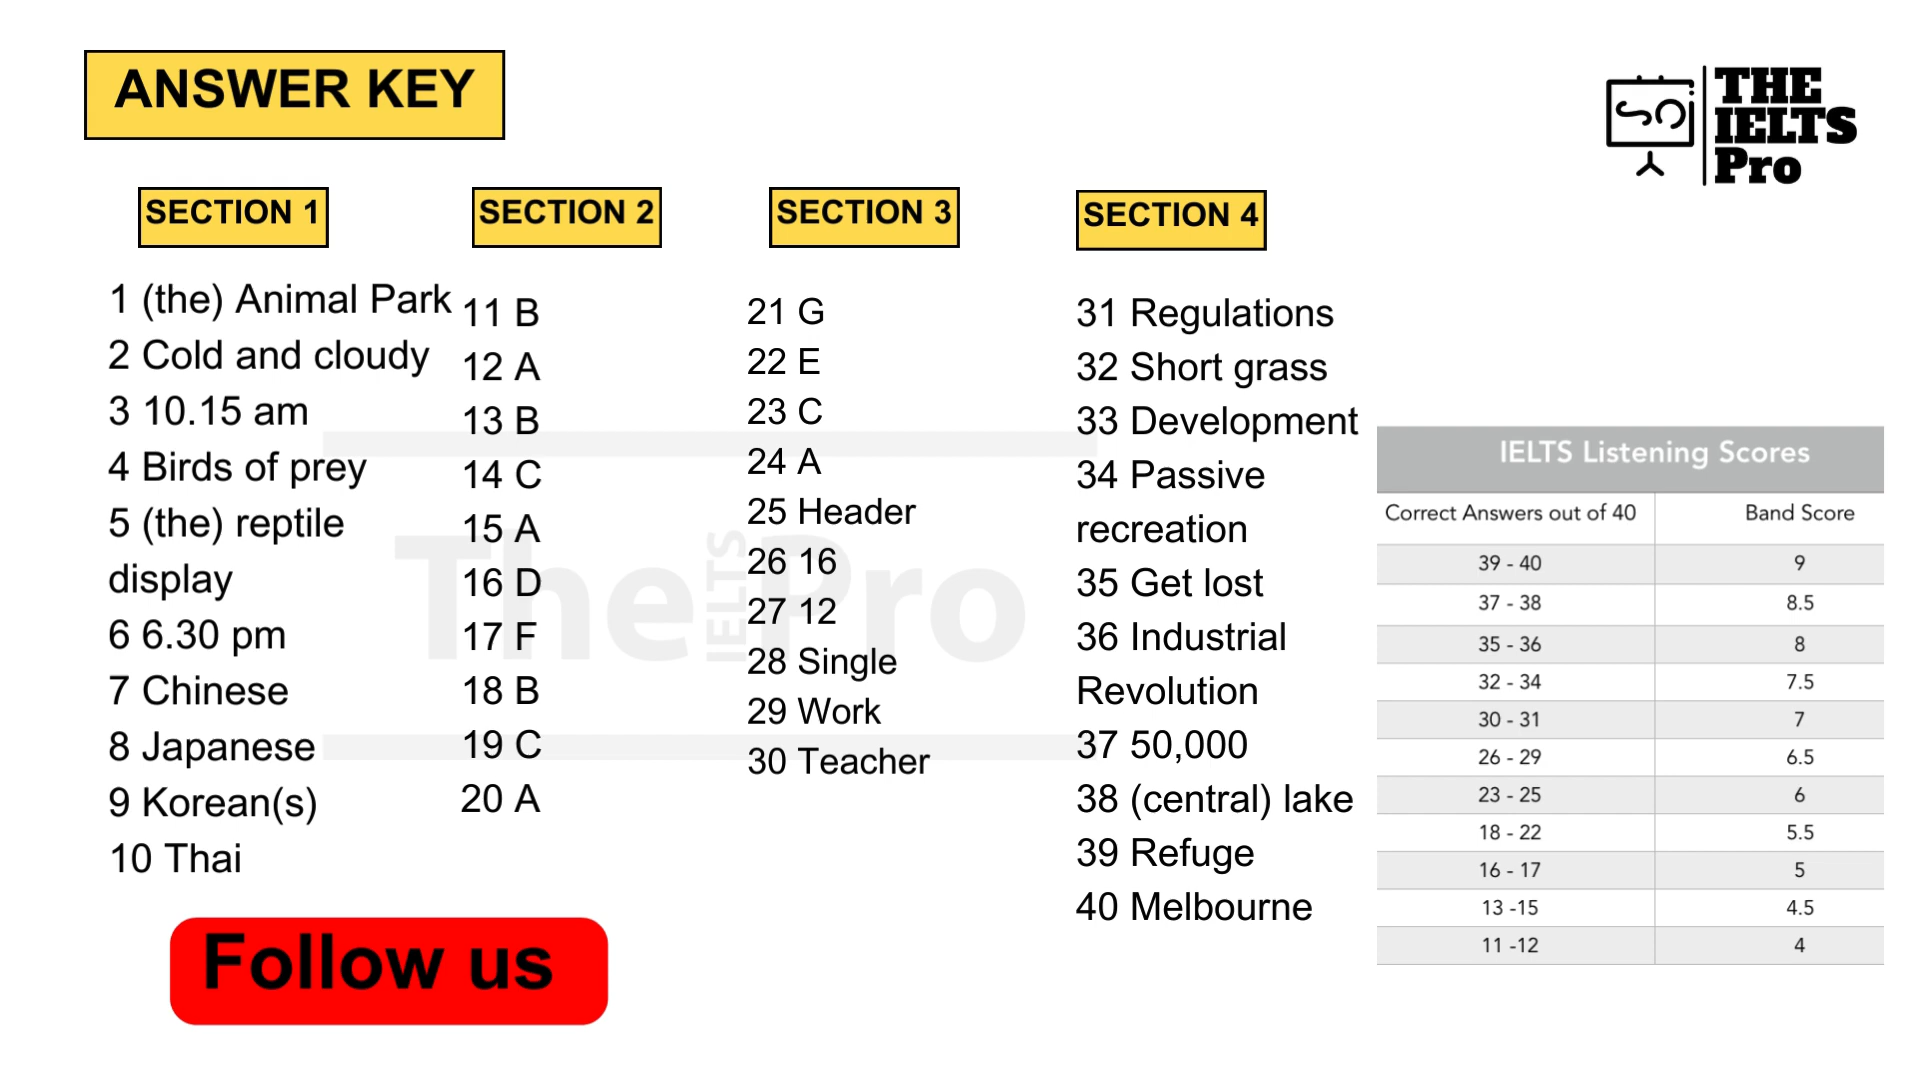 ANSWER KEY
THE
IELTS
Pro
SECTION 1
1 (the) Animal Park
2 Cold and cloudy
3 10.15 am
4 Birds of prey
5 (the) reptile
display
6 6.30 pm
7 Chinese
8 Japanese
9 Korean(s)
10 Thai
SECTION 2
11 B
12 A
13 B
14 C
15 A
16 D
17 F
18 B
19 C
20 A
SECTION 3
21 G
22 E
23 C
24 A
25 Header
26 16
27 12
28 Single
29 Work
30 Teacher
SECTION 4
31 Regulations
32 Short grass
33 Development
34 Passive
recreation
35 Get lost
36 Industrial
Revolution
37 50,000
38 (central) lake
39 Refuge
40 Melbourne
IELTS Listening Scores
Correct Answers out of 40 Band Score
39 - 40 9
37 - 38 8.5
35 - 36 8
32 - 34 7.5
30 - 31 7
26 - 29 6.5
23 - 25 6
18 - 22 5.5
16 - 17 5
13 -15 4.5
11 -12 4
The IELTS Pro
Follow us